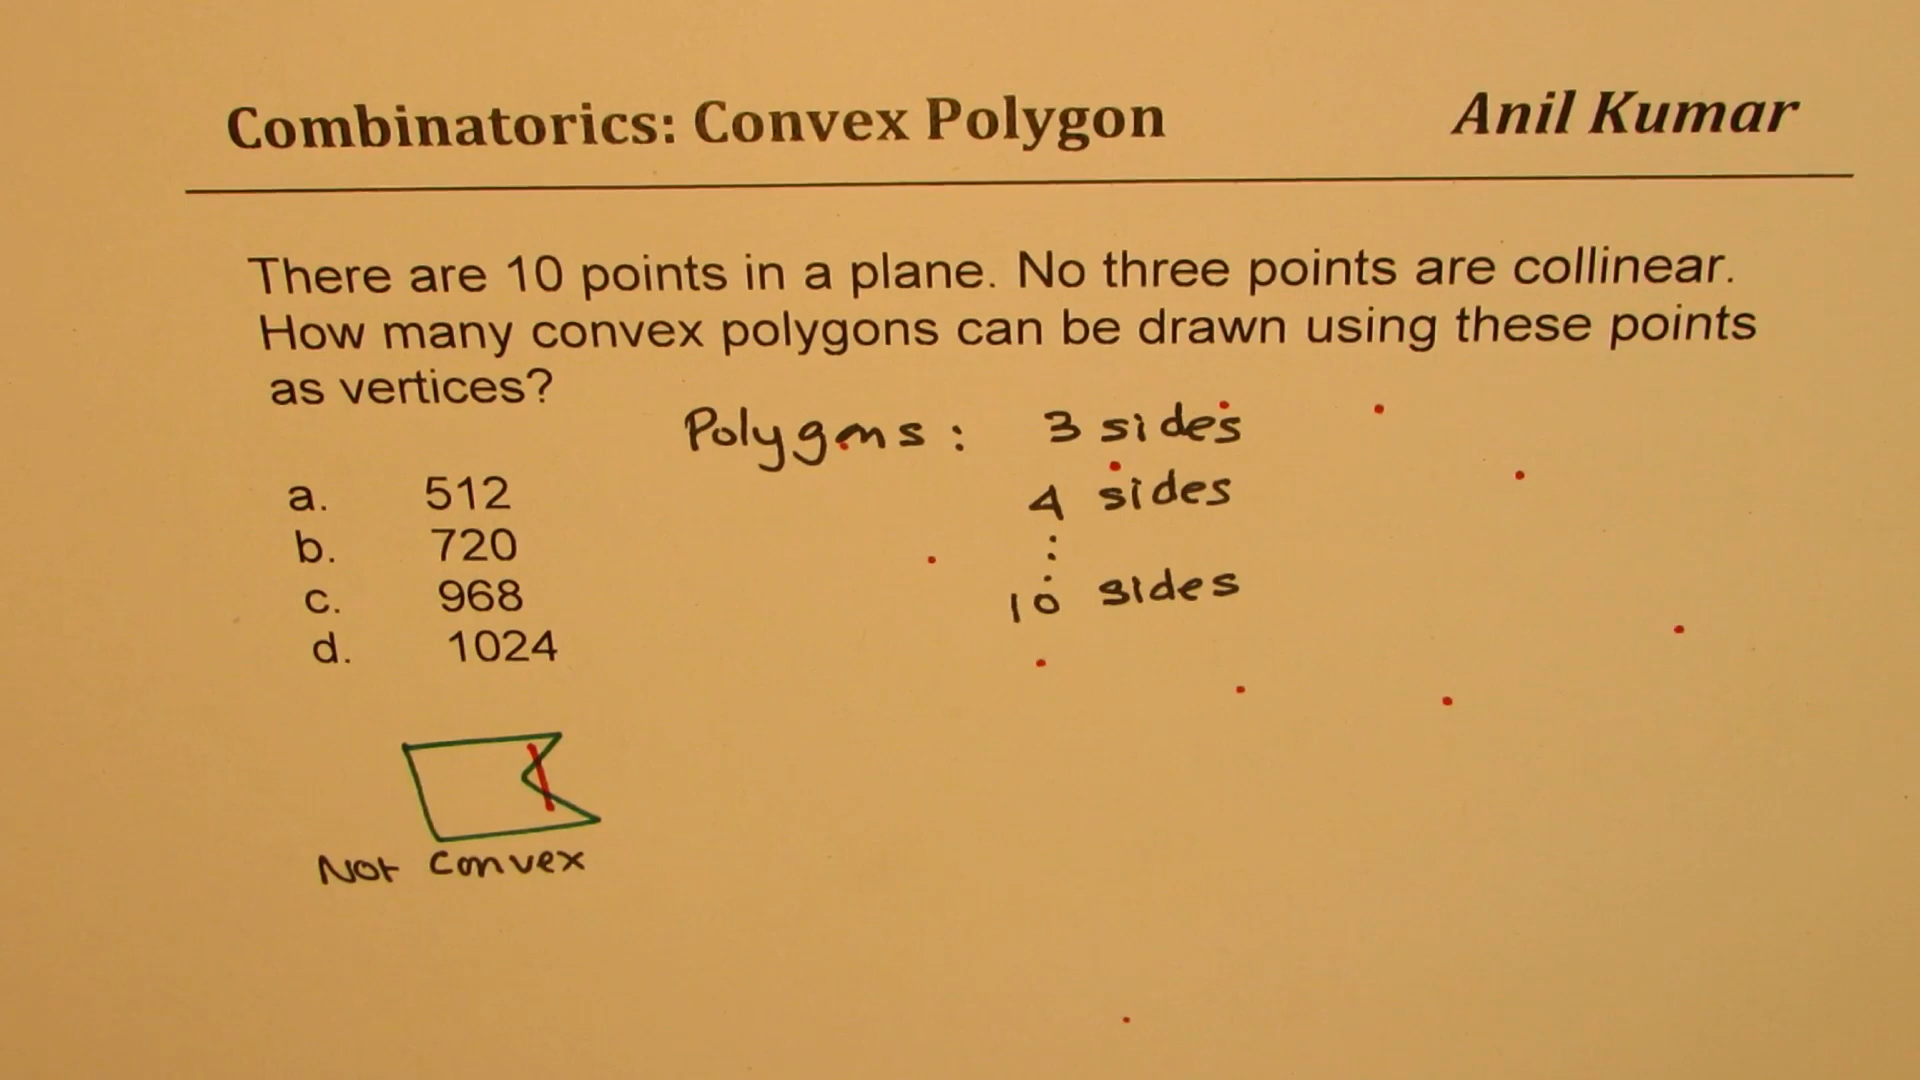 Combinatorics: Convex Polygon Anil Kumar
There are 10 points in a plane. No three points are collinear.
How many convex polygons can be drawn using these points
as vertices?
Polygons: 3 sides
4 sides
:
10 sides
a. 512
b. 720
c. 968
d. 1024
Not Convex